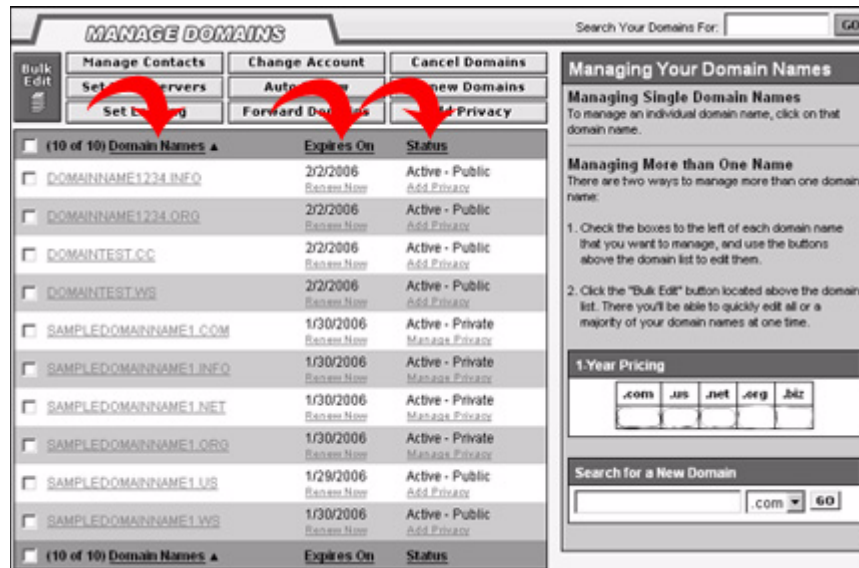 MANAGE DOMAINS
Search Your Domains For:
GO
Bulk Edit
Manage Contacts
Change Account
Cancel Domains
Domains
Forward
Privacy
(10 of 10) Domain Names ▲ Expires On Status
DOMAINNAME1234.INFO 2/2/2006 Active - Public
Renew Now Add Privacy
DOMAINNAME1234.ORG 2/2/2006 Active - Public
Renew Now Add Privacy
DOMAINTEST.CC 2/2/2006 Active - Public
Renew Now Add Privacy
DOMAINTEST.WS 2/2/2006 Active - Public
Renew Now Add Privacy
SAMPLEDOMAINNAME1.COM 1/30/2006 Active - Private
Renew Now Manage Privacy
SAMPLEDOMAINNAME1.INFO 1/30/2006 Active - Private
Renew Now Manage Privacy
SAMPLEDOMAINNAME1.NET 1/30/2006 Active - Private
Renew Now Manage Privacy
SAMPLEDOMAINNAME1.ORG 1/30/2006 Active - Private
Renew Now Manage Privacy
SAMPLEDOMAINNAME1.US 1/29/2006 Active - Public
Renew Now Add Privacy
SAMPLEDOMAINNAME1.WS 1/30/2006 Active - Public
Renew Now Add Privacy
(10 of 10) Domain Names ▲ Expires On Status
Managing Your Domain Names
Managing Single Domain Names
To manage an individual domain name, click on that
domain name.
Managing More than One Name
There are two ways to manage more than one domain
name:
1. Check the boxes to the left of each domain name
that you want to manage, and use the buttons
above the domain list to edit them.
2. Click the "Bulk Edit" button located above the domain
list. There you'll be able to quickly edit all or a
majority of your domain names at one time.
1-Year Pricing
.com .us .net .org .biz
Search for a New Domain
.com GO